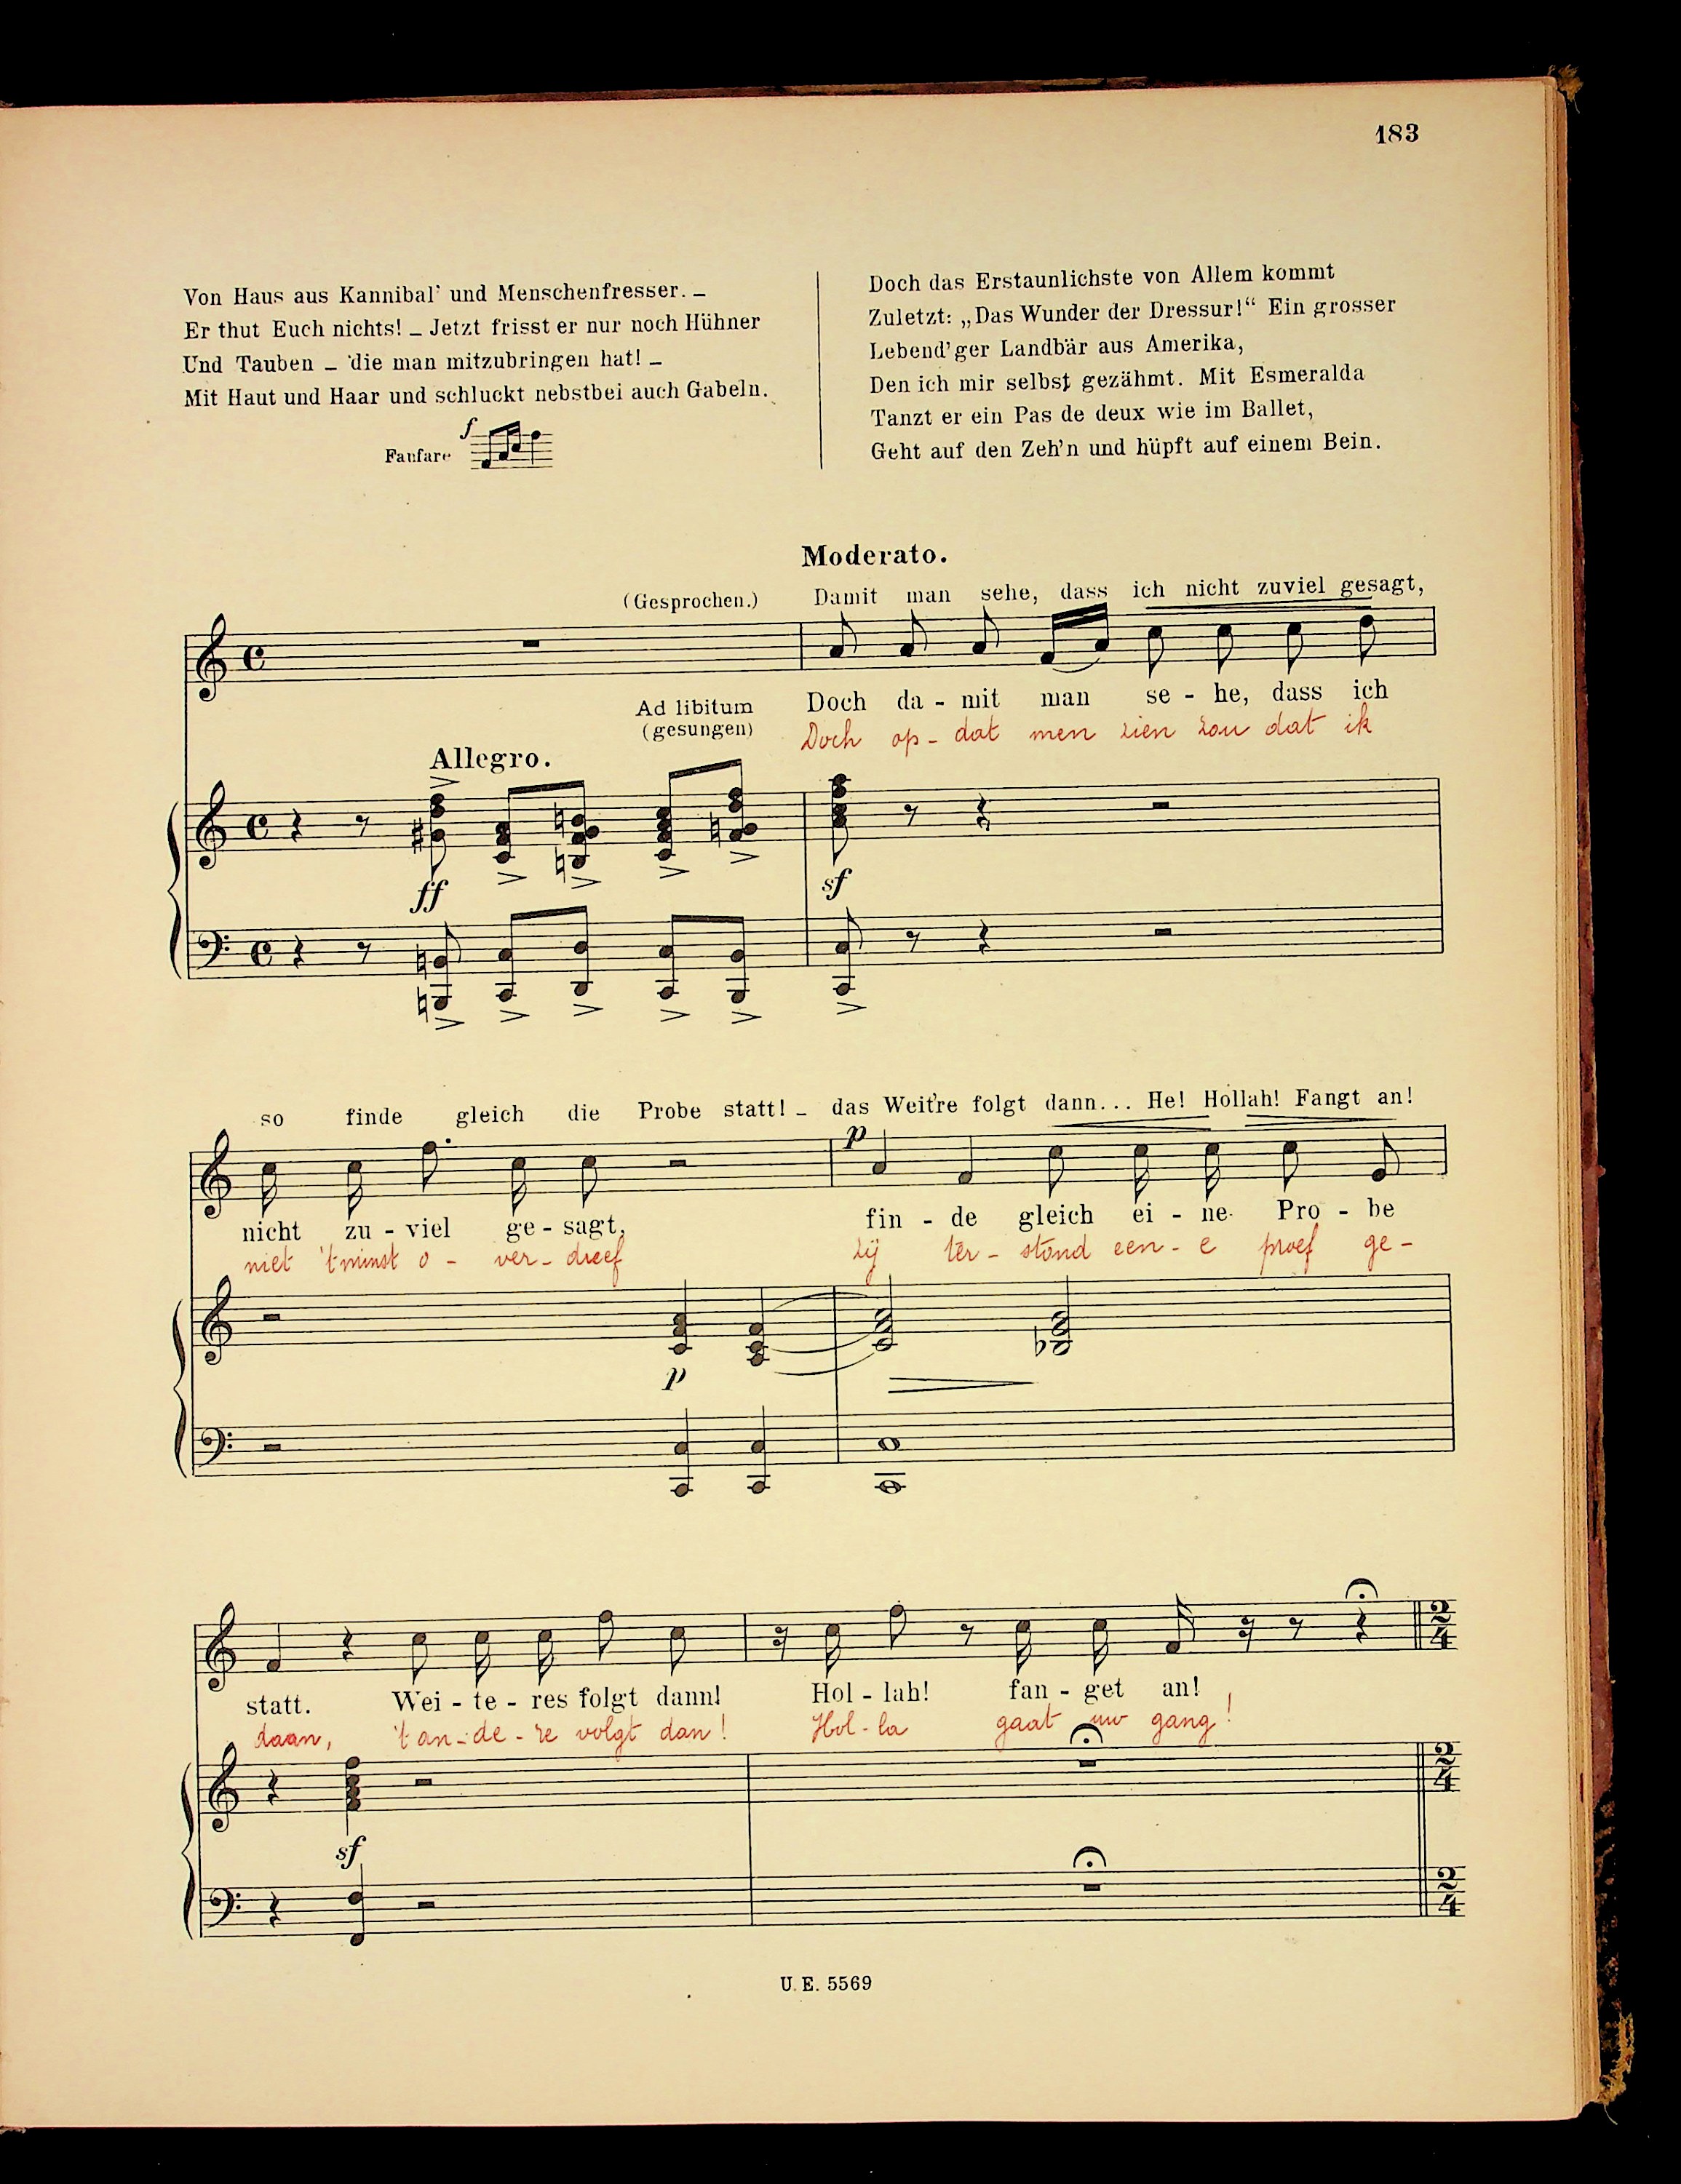 183
Von Haus aus Kannibal' und Menschenfresser. –
Er thut Euch nichts! – Jetzt frisst er nur noch Hühner
Und Tauben – die man mitzubringen hat! –
Mit Haut und Haar und schluckt nebstbei auch Gabeln.
f
Fanfare
Doch das Erstaunlichste von Allem kommt
Zuletzt: „Das Wunder der Dressur!“ Ein grosser
Lebend'ger Landbär aus Amerika,
Den ich mir selbst gezähmt. Mit Esmeralda
Tanzt er ein Pas de deux wie im Ballet,
Geht auf den Zeh'n und hüpft auf einem Bein.
Moderato.
(Gesprochen.) Damit man sehe, dass ich nicht zuviel gesagt,
Ad libitum
(gesungen)
Doch da - mit man se - he, dass ich
Doch op - dat men zien zou dat ik
Allegro.
ff sf
so finde gleich die Probe statt! – das Weit're folgt dann... He! Hollah! Fangt an!
p
nicht zu - viel ge - sagt, fin - de gleich ei - ne Pro - be
niet 't minst o - ver - dreef zij ter - stond een - e proef ge -
p
statt. Wei - te - res folgt dann! Hol - lah! fan - get an!
daan, 't an - de - re volgt dan! Hol - la gaat uw gang!
sf
2/4
U. E. 5569